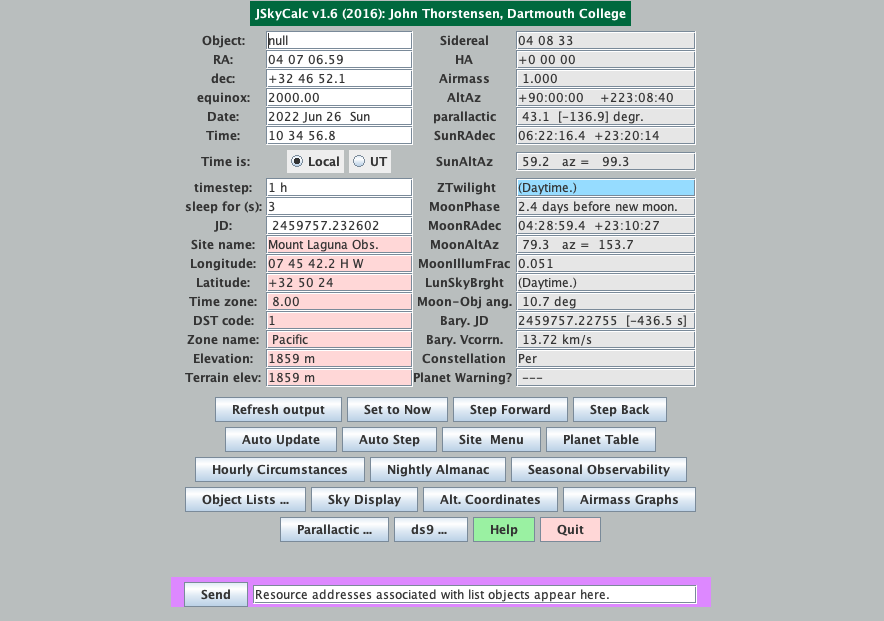 JSkyCalc v1.6 (2016): John Thorstensen, Dartmouth College
Object: null Sidereal 04 08 33
RA: 04 07 06.59 HA +0 00 00
dec: +32 46 52.1 Airmass 1.000
equinox: 2000.00 AltAz +90:00:00 +223:08:40
Date: 2022 Jun 26 Sun parallactic 43.1 [-136.9] degr.
Time: 10 34 56.8 SunRAdec 06:22:16.4 +23:20:14
Time is: Local UT SunAltAz 59.2 az = 99.3
timestep: 1 h ZTwilight (Daytime.)
sleep for (s): 3 MoonPhase 2.4 days before new moon.
JD: 2459757.232602 MoonRAdec 04:28:59.4 +23:10:27
Site name: Mount Laguna Obs. MoonAltAz 79.3 az = 153.7
Longitude: 07 45 42.2 H W MoonIllumFrac 0.051
Latitude: +32 50 24 LunSkyBrght (Daytime.)
Time zone: 8.00 Moon-Obj ang. 10.7 deg
DST code: 1 Bary. JD 2459757.22755 [-436.5 s]
Zone name: Pacific Bary. Vcorrn. 13.72 km/s
Elevation: 1859 m Constellation Per
Terrain elev: 1859 m Planet Warning? ---
Refresh output Set to Now Step Forward Step Back
Auto Update Auto Step Site Menu Planet Table
Hourly Circumstances Nightly Almanac Seasonal Observability
Object Lists ... Sky Display Alt. Coordinates Airmass Graphs
Parallactic ... ds9 ... Help Quit
Send Resource addresses associated with list objects appear here.